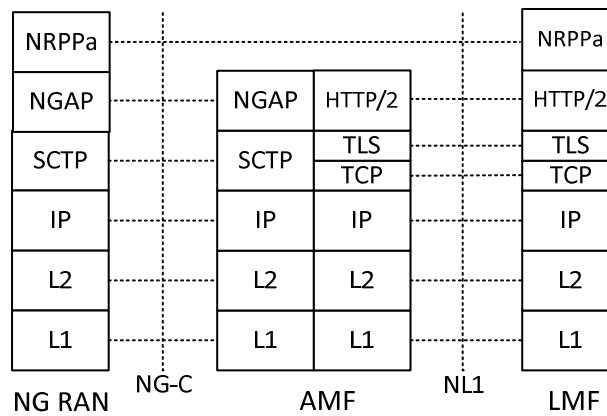 NRPPa NRPPa
NGAP NGAP HTTP/2 HTTP/2
SCTP SCTP TLS TLS
TCP TCP
IP IP IP IP
L2 L2 L2 L2
L1 L1 L1 L1
NG-C NL1
NG RAN AMF LMF